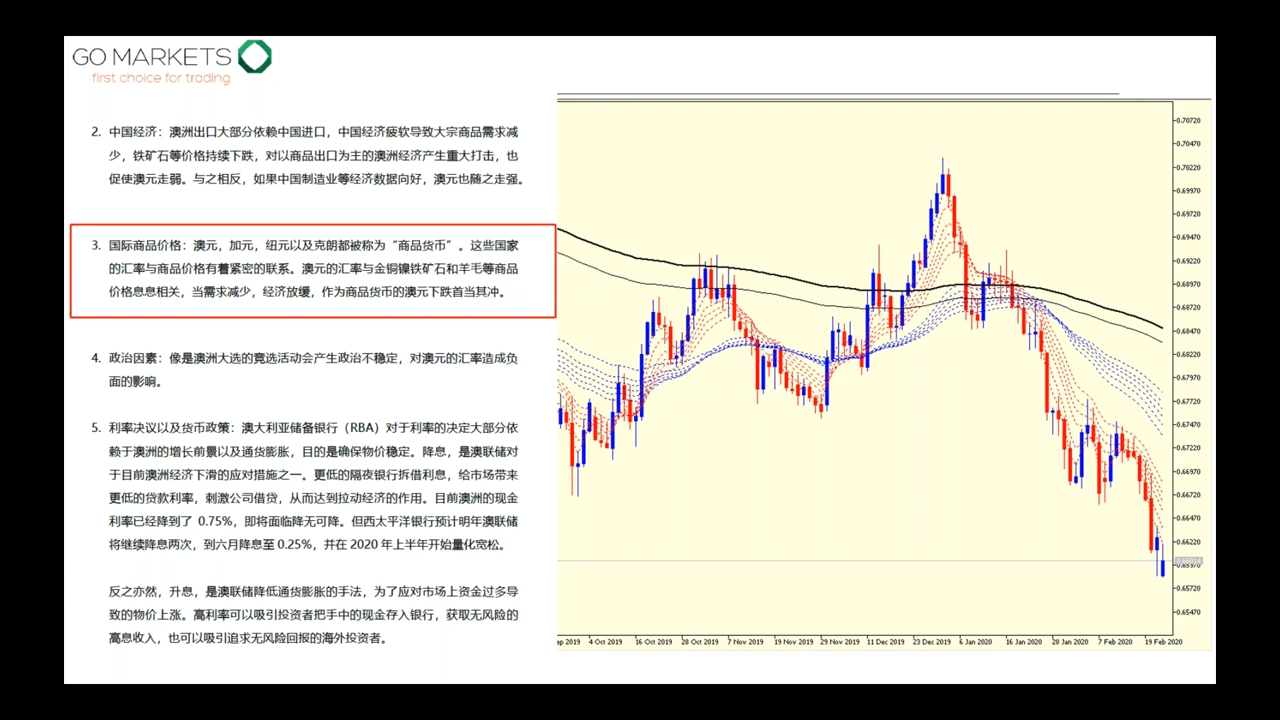 GO MARKETS
first choice for trading
2. 中国经济：澳洲出口大部分依赖中国进口，中国经济疲软导致大宗商品需求减
少，铁矿石等价格持续下跌，对以商品出口为主的澳洲经济产生重大打击，也
促使澳元走弱。与之相反，如果中国制造业等经济数据向好，澳元也随之走强。
3. 国际商品价格：澳元，加元，纽元以及克朗都被称为“商品货币”。这些国家
的汇率与商品价格有着紧密的联系。澳元的汇率与金铜镍铁矿石和羊毛等商品
价格息息相关，当需求减少，经济放缓，作为商品货币的澳元下跌首当其冲。
4. 政治因素：像是澳洲大选的竞选活动会产生政治不稳定，对澳元的汇率造成负
面的影响。
5. 利率决议以及货币政策：澳大利亚储备银行（RBA）对于利率的决定大部分依
赖于澳洲的增长前景以及通货膨胀，目的是确保物价稳定。降息，是澳联储对
于目前澳洲经济下滑的应对措施之一。更低的隔夜银行拆借利息，给市场带来
更低的贷款利率，刺激公司借贷，从而达到拉动经济的作用。目前澳洲的现金
利率已经降到了 0.75%，即将面临降无可降。但西太平洋银行预计明年澳联储
将继续降息两次，到六月降息至 0.25%，并在 2020 年上半年开始量化宽松。
反之亦然，升息，是澳联储降低通货膨胀的手法，为了应对市场上资金过多导
致的物价上涨。高利率可以吸引投资者把手中的现金存入银行，获取无风险的
高息收入，也可以吸引追求无风险回报的海外投资者。
0.70720
0.70470
0.70220
0.69970
0.69720
0.69470
0.69220
0.68970
0.68720
0.68470
0.68220
0.67970
0.67720
0.67470
0.67220
0.66970
0.66720
0.66470
0.66220
0.65970
0.65720
0.65470
ep 2019 4 Oct 2019 16 Oct 2019 28 Oct 2019 7 Nov 2019 19 Nov 2019 29 Nov 2019 11 Dec 2019 23 Dec 2019 6 Jan 2020 16 Jan 2020 28 Jan 2020 7 Feb 2020 19 Feb 2020